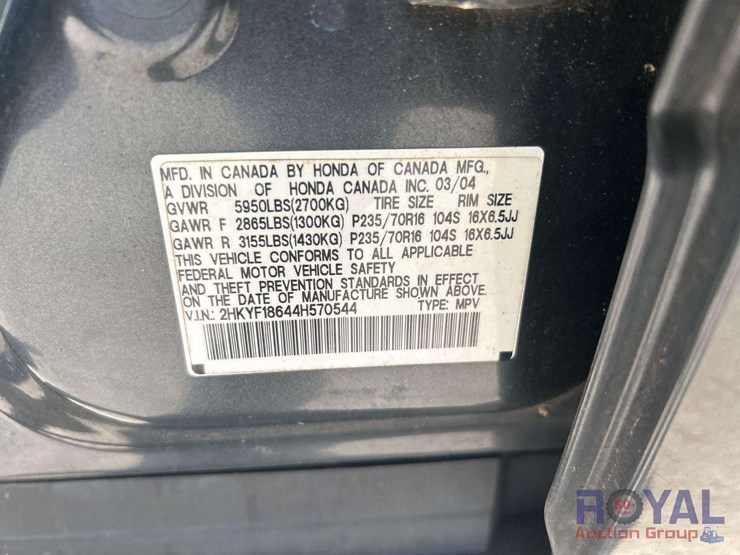 MFD. IN CANADA BY HONDA OF CANADA MFG.,
A DIVISION OF HONDA CANADA INC. 03/04
GVWR 5950LBS(2700KG) TIRE SIZE RIM SIZE
GAWR F 2865LBS(1300KG) P235/70R16 104S 16X6.5JJ
GAWR R 3155LBS(1430KG) P235/70R16 104S 16X6.5JJ
THIS VEHICLE CONFORMS TO ALL APPLICABLE
FEDERAL MOTOR VEHICLE SAFETY
AND THEFT PREVENTION STANDARDS IN EFFECT
ON THE DATE OF MANUFACTURE SHOWN ABOVE.
V.I.N.: 2HKYF18644H570544 TYPE: MPV
ROYAL
Auction Group